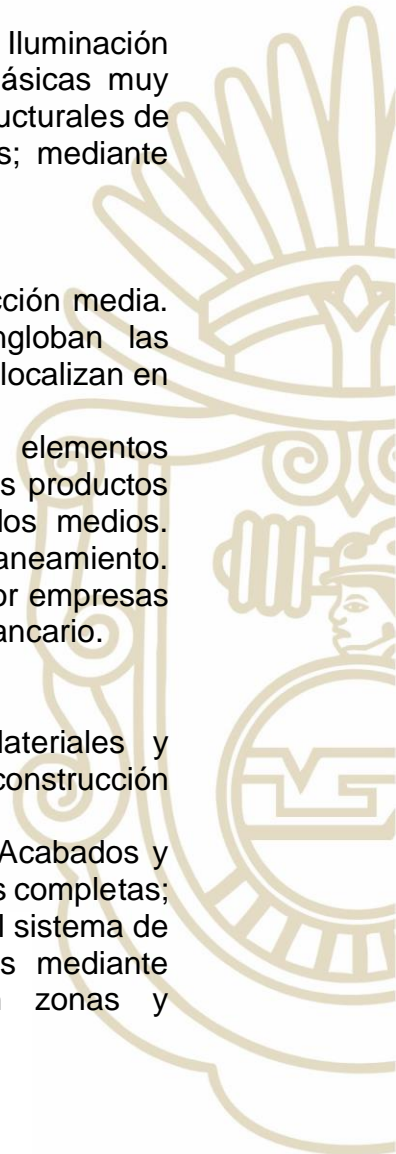 Iluminación
ásicas muy
ucturales de
s; mediante
cción media.
ngloban las
localizan en
elementos
s productos
los medios.
aneamiento.
or empresas
ancario.
lateriales y
construcción
Acabados y
s completas;
l sistema de
s mediante
zonas y